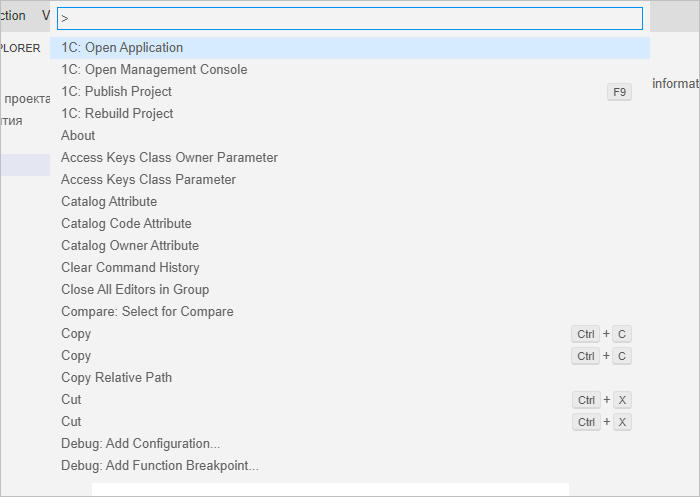 ction V
>
PLORER
1C: Open Application
1C: Open Management Console
informat
1C: Publish Project F9
проекта
1C: Rebuild Project
тия
About
Access Keys Class Owner Parameter
Access Keys Class Parameter
Catalog Attribute
Catalog Code Attribute
Catalog Owner Attribute
Clear Command History
Close All Editors in Group
Compare: Select for Compare
Copy Ctrl + C
Copy Ctrl + C
Copy Relative Path
Cut Ctrl + X
Cut Ctrl + X
Debug: Add Configuration...
Debug: Add Function Breakpoint...